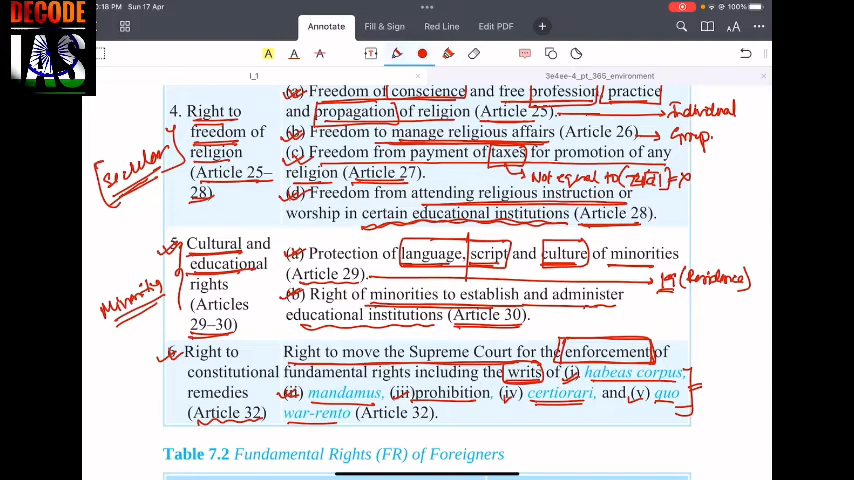 DECODE
IAS
0:18 PM Sun 17 Apr
100%
Annotate
Fill & Sign
Red Line
Edit PDF
l_1
3e4ee-4_pt_365_environment
4. Right to freedom of religion (Article 25–28)
(a) Freedom of conscience and free profession, practice
and propagation of religion (Article 25).
Individual
(b) Freedom to manage religious affairs (Article 26)
Group.
(c) Freedom from payment of taxes for promotion of any
religion (Article 27).
Not equal to
(d) Freedom from attending religious instruction or
worship in certain educational institutions (Article 28).
Secular
5. Cultural and educational rights (Articles 29–30)
(a) Protection of language, script and culture of minorities
(Article 29).
(Residence)
(b) Right of minorities to establish and administer
educational institutions (Article 30).
Minority
6. Right to constitutional remedies (Article 32)
Right to move the Supreme Court for the enforcement of
fundamental rights including the writs of (i) habeas corpus,
(ii) mandamus, (iii)prohibition, (iv) certiorari, and (v) quo
war-rento (Article 32).
Table 7.2 Fundamental Rights (FR) of Foreigners